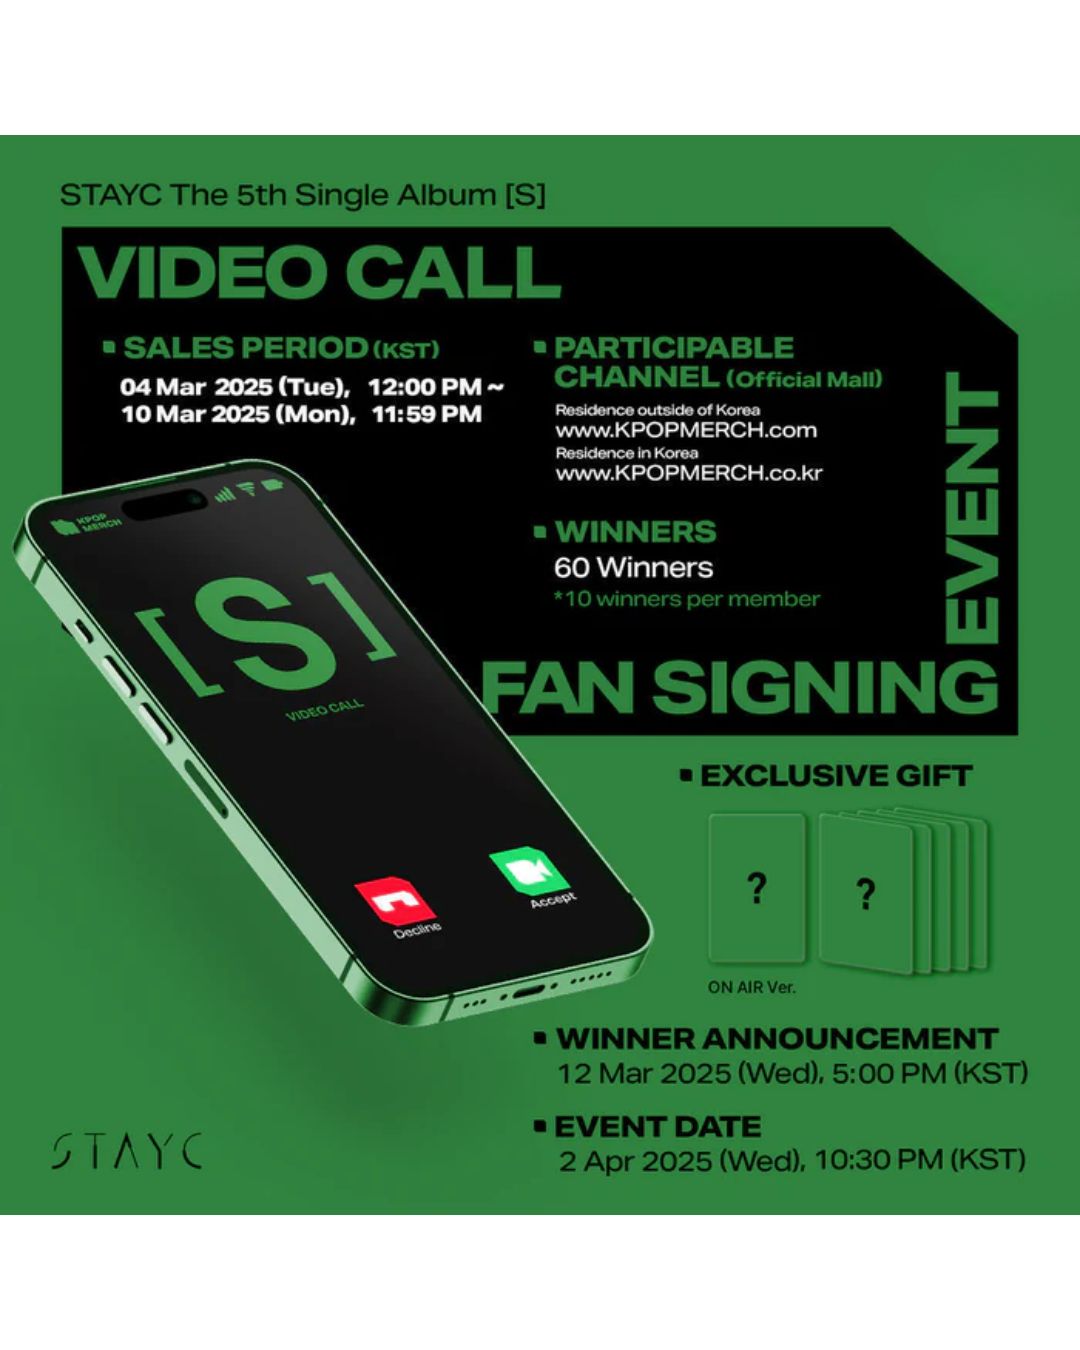 STAYC The 5th Single Album [S]
VIDEO CALL
SALES PERIOD (KST)
04 Mar 2025 (Tue), 12:00 PM ~
10 Mar 2025 (Mon), 11:59 PM
PARTICIPABLE
CHANNEL (Official Mall)
Residence outside of Korea
www.KPOPMERCH.com
Residence in Korea
www.KPOPMERCH.co.kr
WINNERS
60 Winners
*10 winners per member
EVENT
FAN SIGNING
KPOP
MERCH
[S]
VIDEO CALL
Decline
Accept
EXCLUSIVE GIFT
? ?
ON AIR Ver.
WINNER ANNOUNCEMENT
12 Mar 2025 (Wed), 5:00 PM (KST)
EVENT DATE
2 Apr 2025 (Wed), 10:30 PM (KST)
STAYC